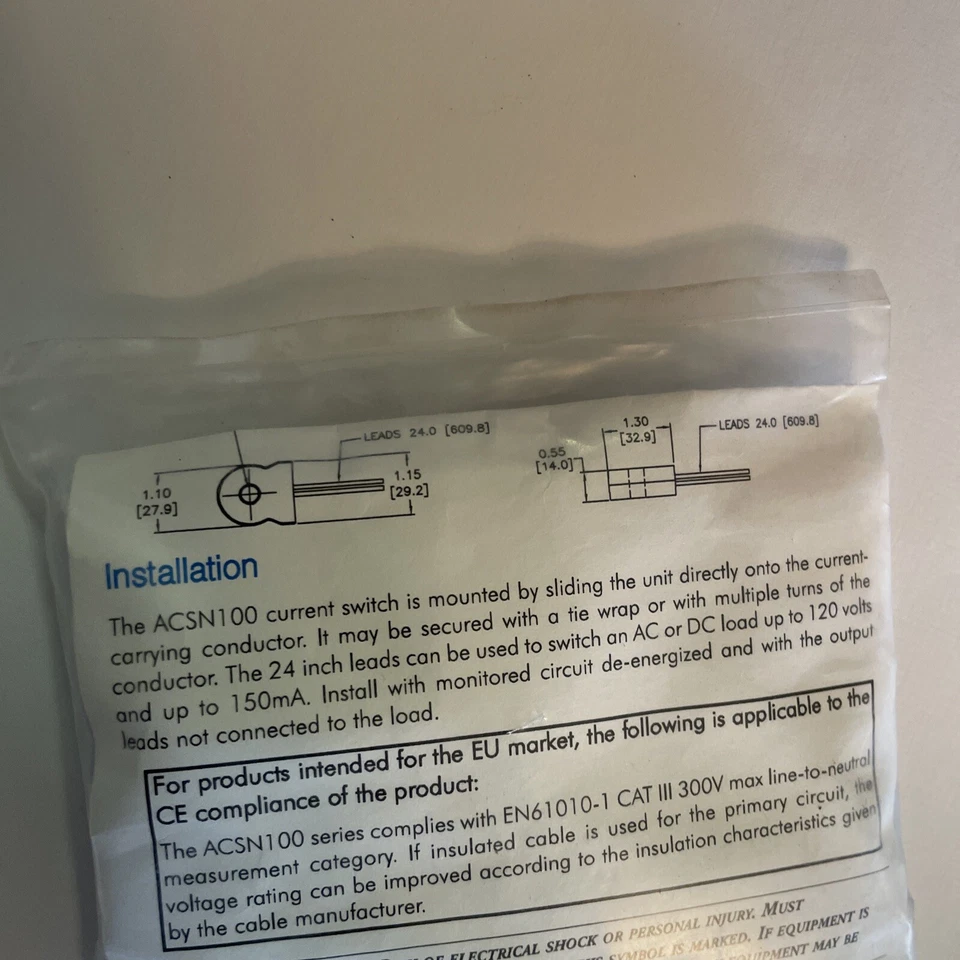 LEADS 24.0 [609.8]
1.10
[27.9]
1.15
[29.2]
1.30
[32.9]
0.55
[14.0]
LEADS 24.0 [609.8]
Installation
The ACSN100 current switch is mounted by sliding the unit directly onto the current-
carrying conductor. It may be secured with a tie wrap or with multiple turns of the
conductor. The 24 inch leads can be used to switch an AC or DC load up to 120 volts
and up to 150mA. Install with monitored circuit de-energized and with the output
leads not connected to the load.
For products intended for the EU market, the following is applicable to the
CE compliance of the product:
The ACSN100 series complies with EN61010-1 CAT III 300V max line-to-neutral
measurement category. If insulated cable is used for the primary circuit, the
voltage rating can be improved according to the insulation characteristics given
by the cable manufacturer.
OF ELECTRICAL SHOCK OR PERSONAL INJURY. MUST
SYMBOL IS MARKED. IF EQUIPMENT IS
EQUIPMENT MAY BE